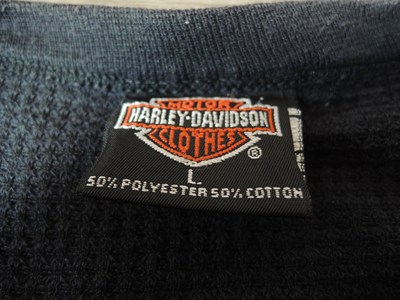 MOTOR
HARLEY-DAVIDSON
CLOTHES
®
L
50% POLYESTER 50% COTTON